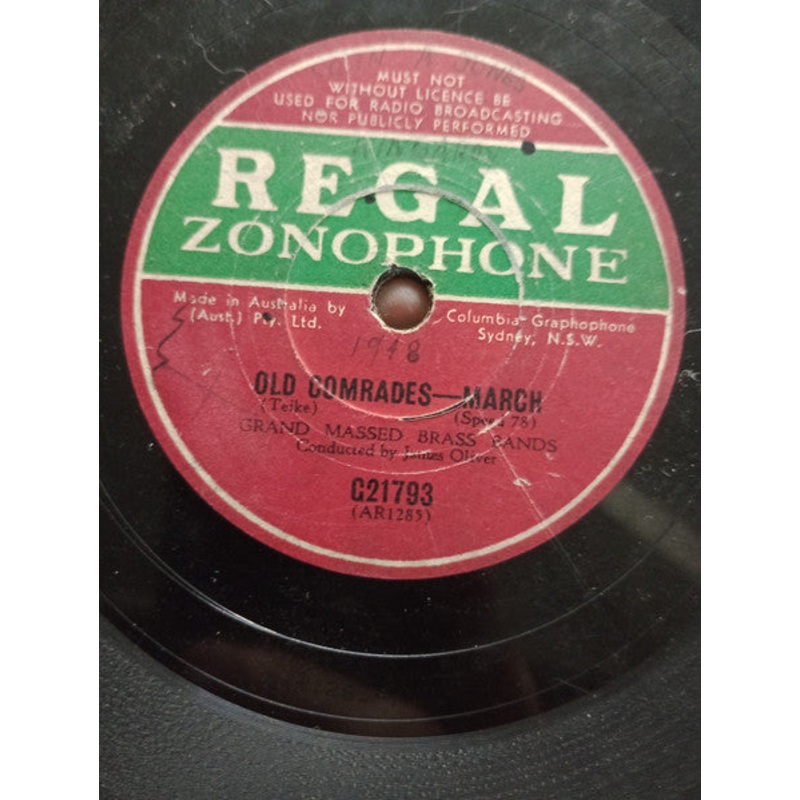 MUST NOT
WITHOUT LICENCE BE
USED FOR RADIO BROADCASTING
NOR PUBLICLY PERFORMED
REGAL
ZONOPHONE
Made in Australia by Columbia Graphophone
(Aust.) Pty. Ltd. Sydney, N.S.W.
1948
OLD COMRADES—MARCH
(Teike) (Speed 78)
GRAND MASSED BRASS BANDS
Conducted by James Oliver
G21793
(AR1285)